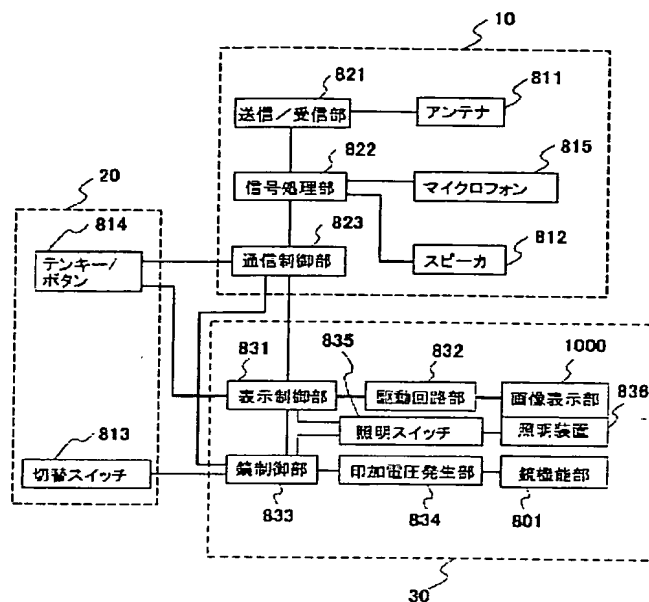 10
821
811
送信/受信部
アンテナ
822
815
信号処理部
マイクロフォン
20
814
823
812
テンキー/
ボタン
通信制御部
スピーカ
835
831
832
1000
表示制御部
駆動回路部
画像表示部
836
照明スイッチ
照明装置
813
切替スイッチ
鏡制御部
印加電圧発生部
鏡機能部
833
834
801
30